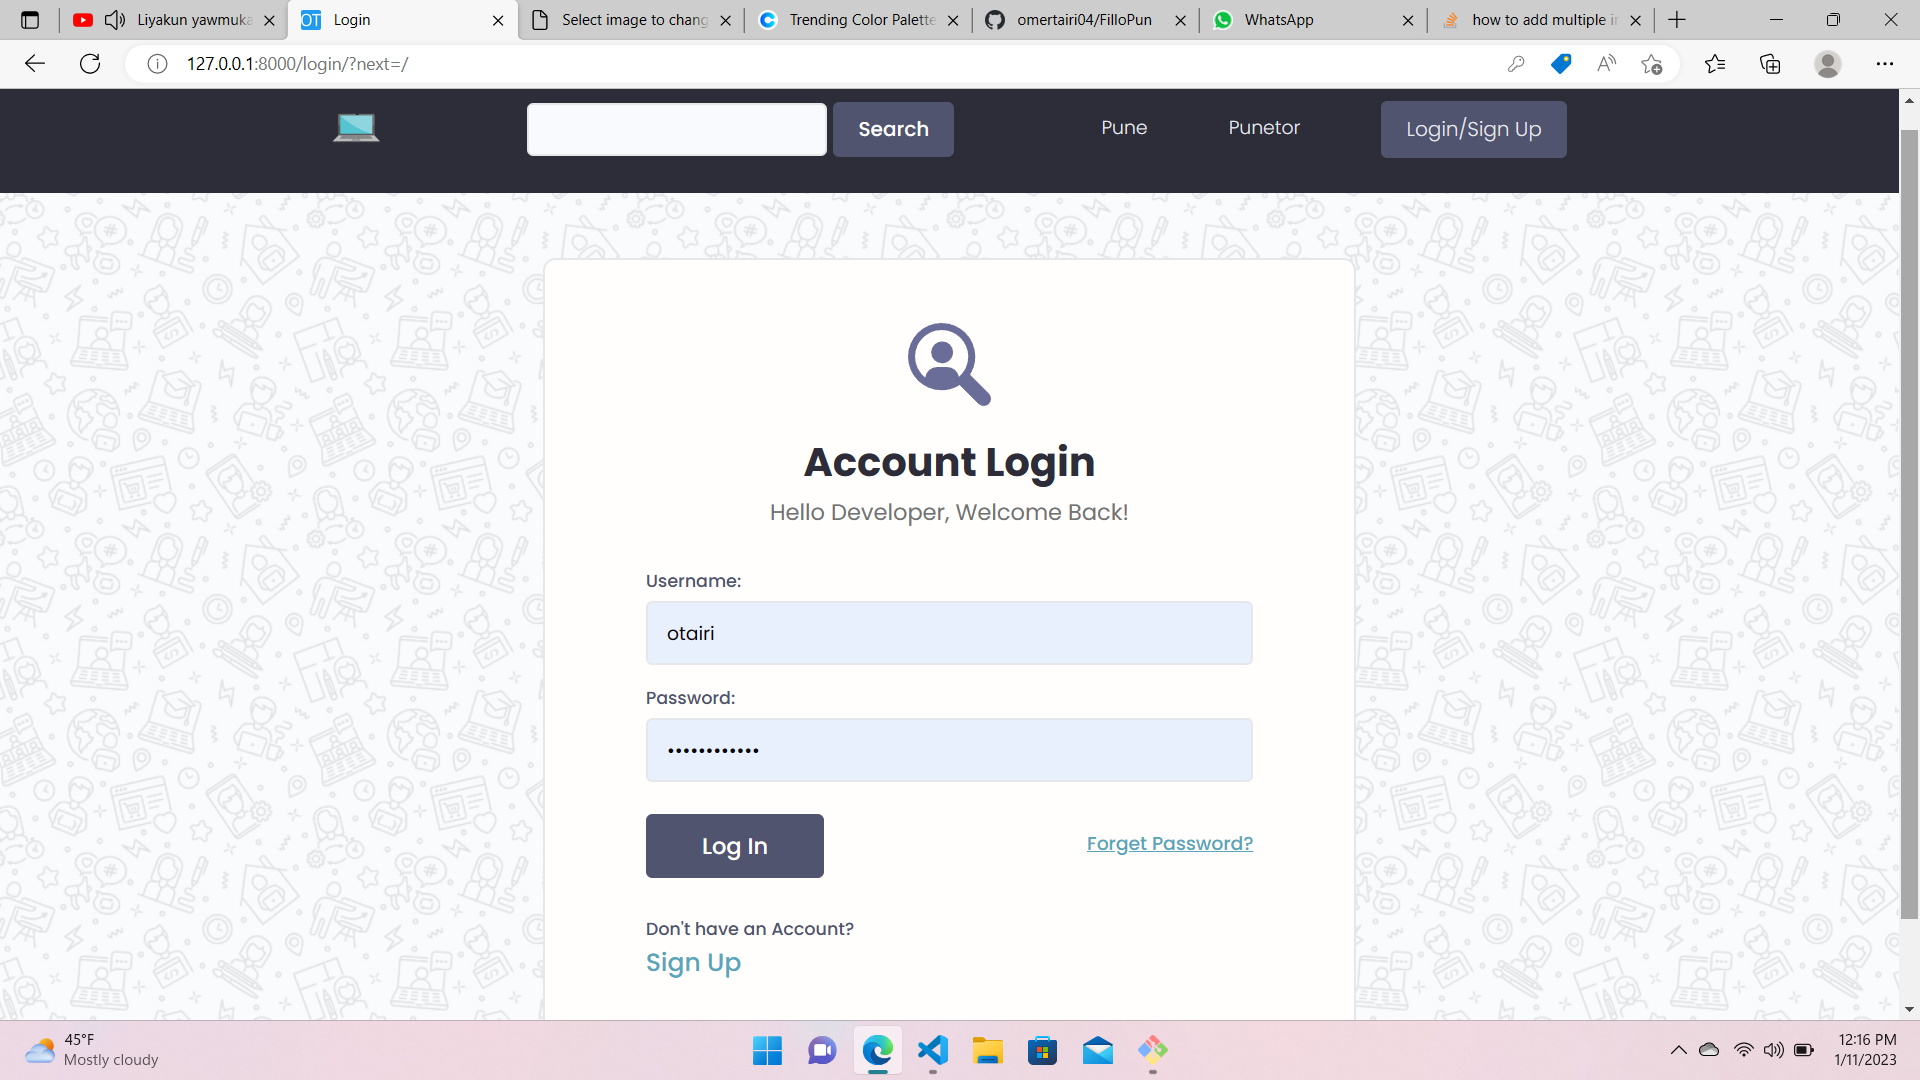 Liyakun yawmuka
Login
Select image to chang
Trending Color Palette
omertairi04/FilloPun
WhatsApp
how to add multiple i
127.0.0.1:8000/login/?next=/
Search
Pune
Punetor
Login/Sign Up
Account Login
Hello Developer, Welcome Back!
Username:
otairi
Password:
••••••••••••
Log In
Forget Password?
Don't have an Account?
Sign Up
45°F
Mostly cloudy
12:16 PM
1/11/2023